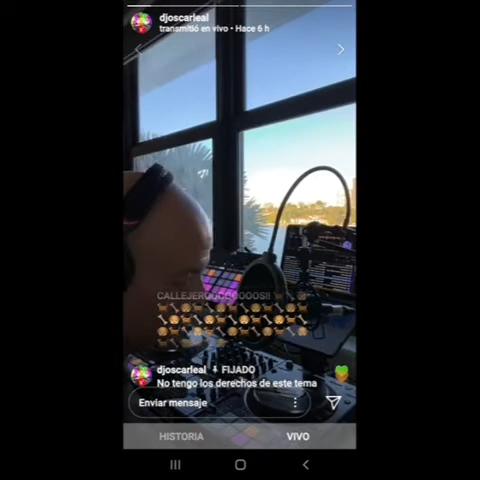 djoscarleal
transmitió en vivo • Hace 6 h
djoscarleal FIJADO
No tengo los derechos de este tema
Enviar mensaje
HISTORIA
VIVO